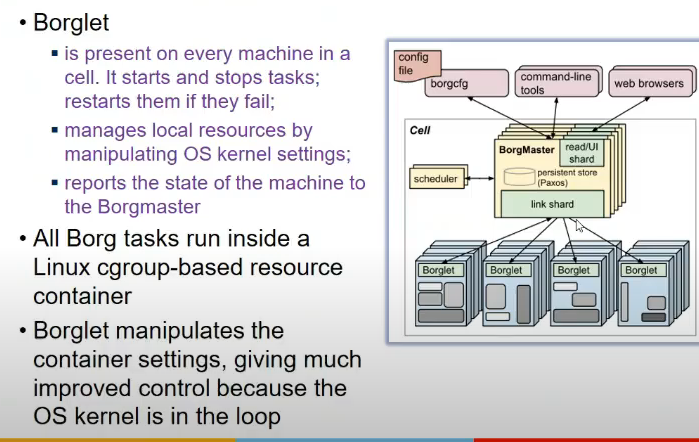 • Borglet
▪ is present on every machine in a
cell. It starts and stops tasks;
restarts them if they fail;
▪ manages local resources by
manipulating OS kernel settings;
▪ reports the state of the machine to
the Borgmaster
• All Borg tasks run inside a
Linux cgroup-based resource
container
• Borglet manipulates the
container settings, giving much
improved control because the
OS kernel is in the loop
config
file
borgcfg
command-line
tools
web browsers
Cell
BorgMaster
read/UI
shard
persistent store
(Paxos)
scheduler
link shard
Borglet
Borglet
Borglet
Borglet